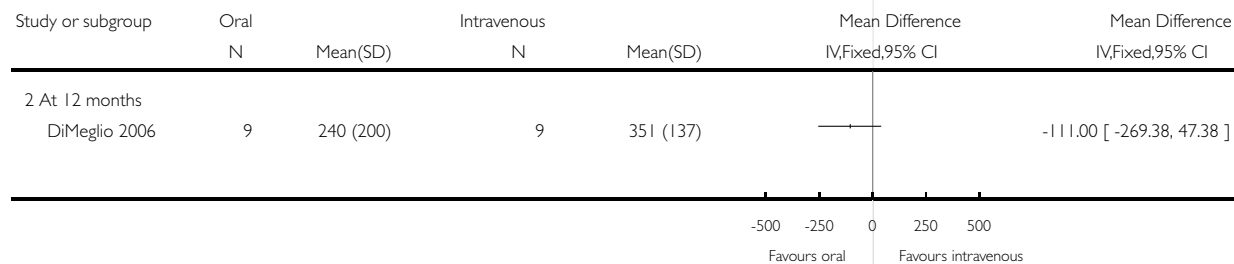 Study or subgroup Oral Intravenous Mean Difference Mean Difference
N Mean(SD) N Mean(SD) IV,Fixed,95% CI IV,Fixed,95% CI
2 At 12 months
DiMeglio 2006 9 240 (200) 9 351 (137) -111.00 [ -269.38, 47.38 ]
-500 -250 0 250 500
Favours oral Favours intravenous